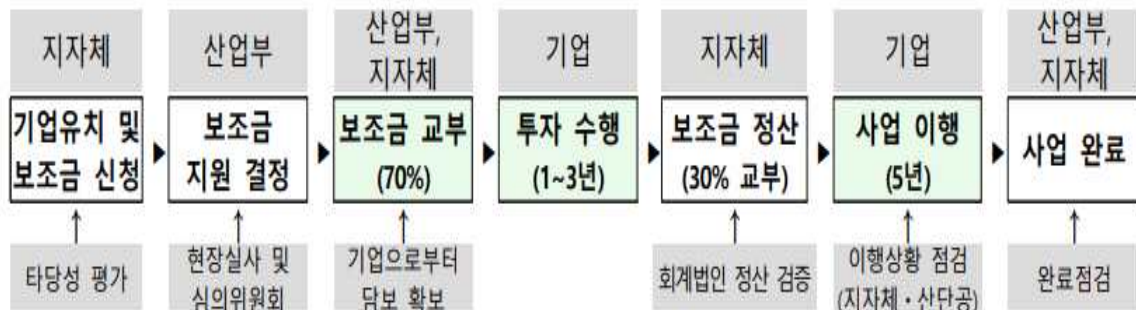 지자체
산업부
산업부,
지자체
기업
지자체
기업
산업부,
지자체
기업유치 및
보조금 신청
보조금
지원 결정
보조금 교부
(70%)
투자 수행
(1~3년)
보조금 정산
(30% 교부)
사업 이행
(5년)
사업 완료
타당성 평가
현장실사 및
심의위원회
기업으로부터
담보 확보
회계법인 정산 검증
이행상황 점검
(지자체・산단공)
완료점검